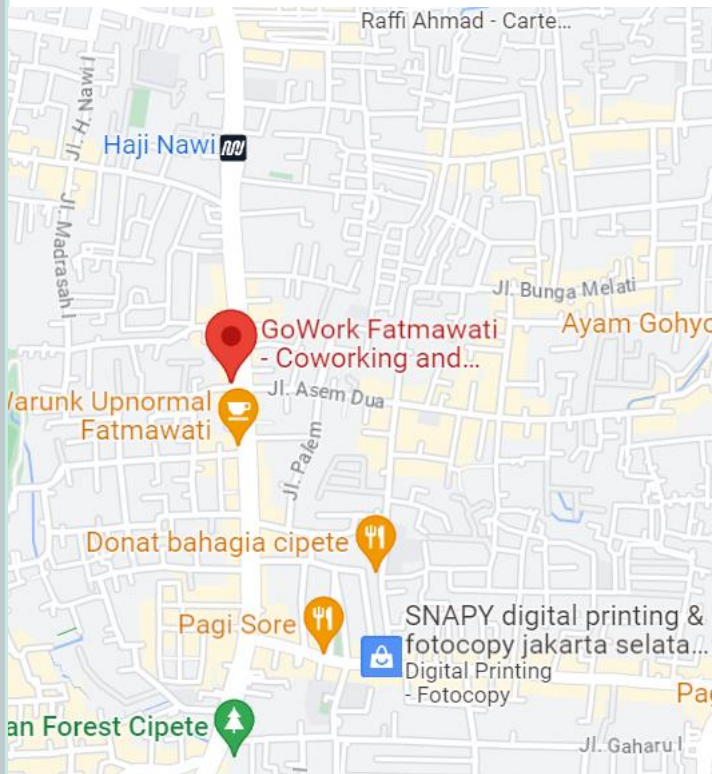 Raffi Ahmad - Carte...
Jl. H. Nawi I
Haji Nawi
Jl. Madrasah I
Jl. Bunga Melati
GoWork Fatmawati
- Coworking and...
Ayam Gohyo
Jl. Asem Dua
Warunk Upnormal
Fatmawati
Jl. Palem
Donat bahagia cipete
Pagi Sore
SNAPY digital printing &
fotocopy jakarta selata...
Digital Printing
- Fotocopy
Pag
an Forest Cipete
Jl. Gaharu I